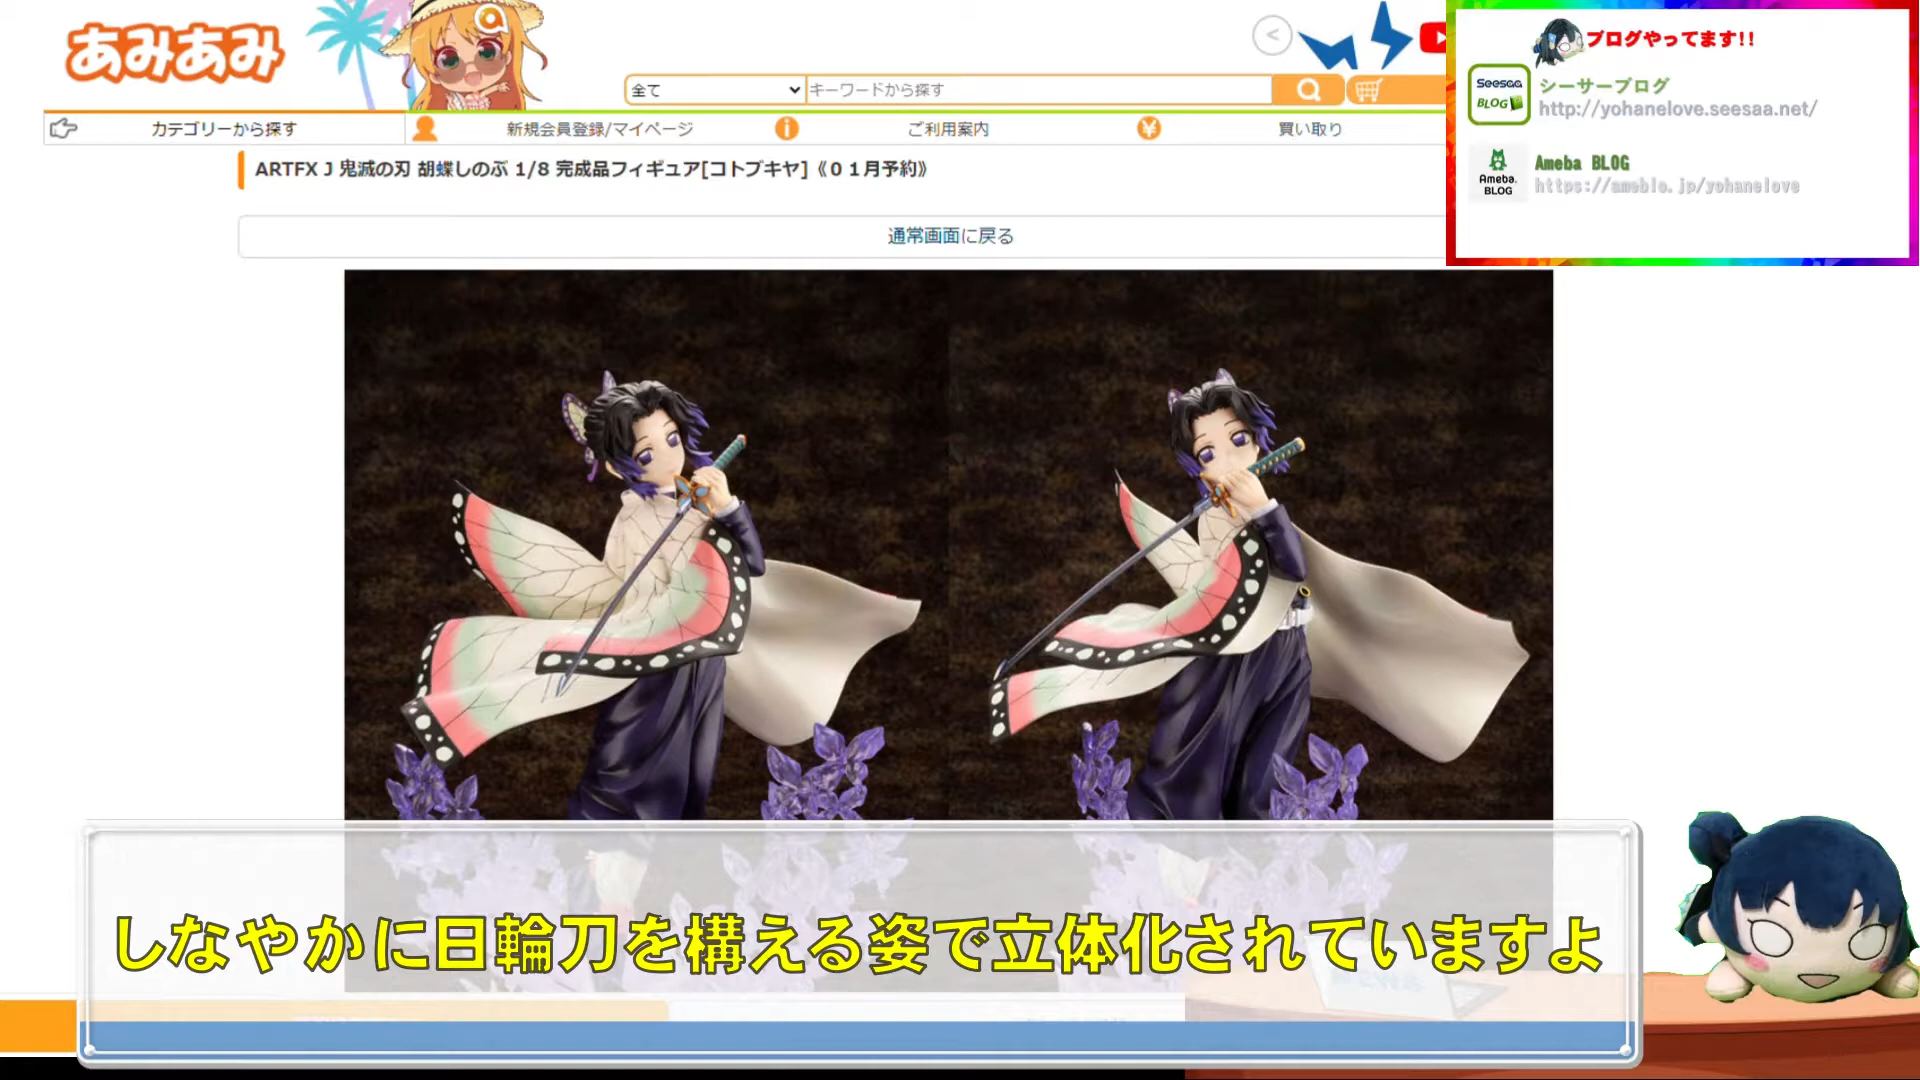 あみあみ
全て
キーワードから探す
カテゴリーから探す
新規会員登録/マイページ
ご利用案内
買い取り
ARTFX J 鬼滅の刃 胡蝶しのぶ 1/8 完成品フィギュア[コトブキヤ]《０１月予約》
通常画面に戻る
ブログやってます!!
Seesaa
BLOG
シーサーブログ
http://yohanelove.seesaa.net/
Ameba.
BLOG
Ameba BLOG
https://ameblo.jp/yohanelove
しなやかに日輪刀を構える姿で立体化されていますよ